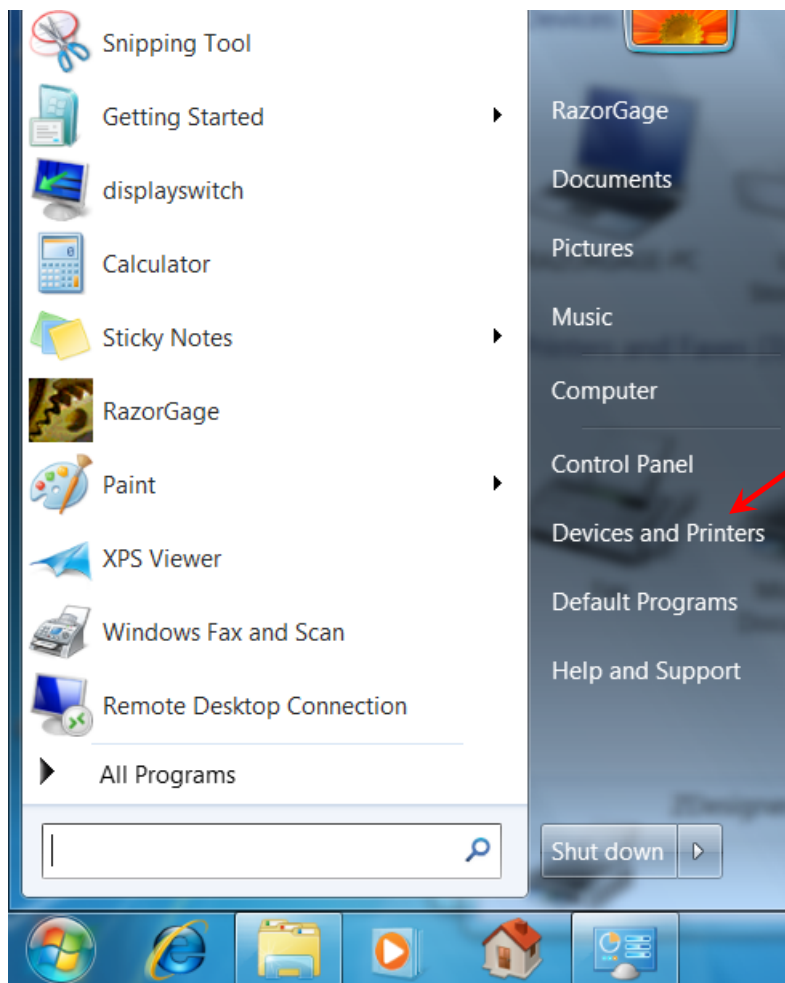 Snipping Tool
Getting Started
displayswitch
Calculator
Sticky Notes
RazorGage
Paint
XPS Viewer
Windows Fax and Scan
Remote Desktop Connection
All Programs
RazorGage
Documents
Pictures
Music
Computer
Control Panel
Devices and Printers
Default Programs
Help and Support
Shut down